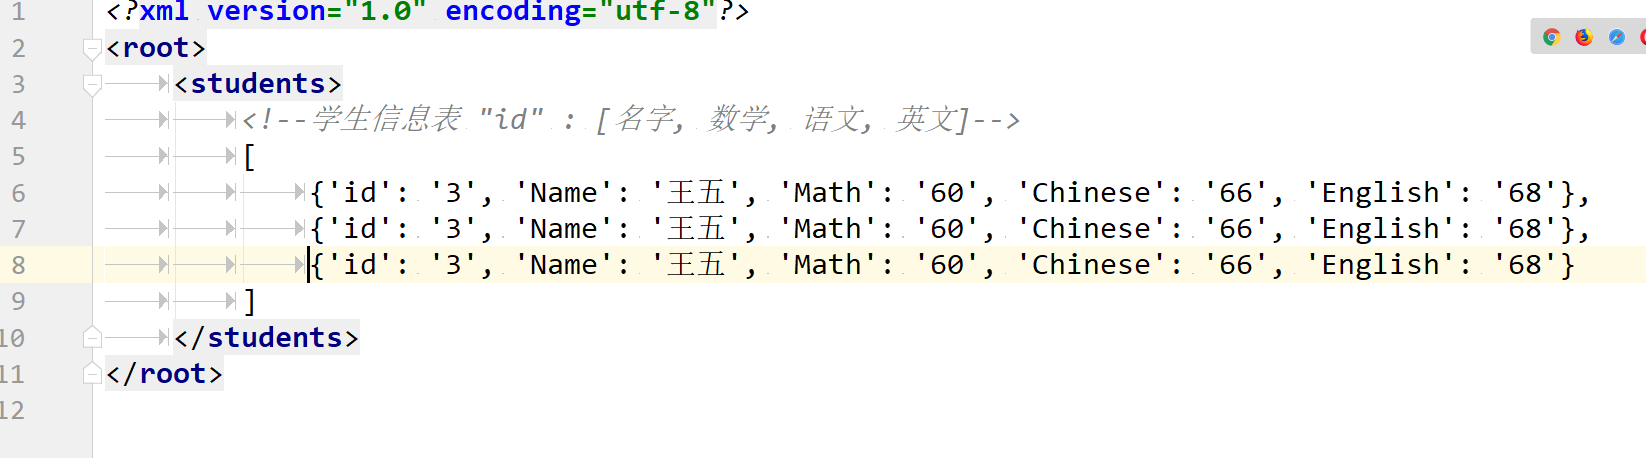 1 <?xml version="1.0" encoding="utf-8"?>
2 <root>
3 <students>
4 <!--学生信息表 "id" : [名字, 数学, 语文, 英文]-->
5 [
6 {'id': '3', 'Name': '王五', 'Math': '60', 'Chinese': '66', 'English': '68'},
7 {'id': '3', 'Name': '王五', 'Math': '60', 'Chinese': '66', 'English': '68'},
8 {'id': '3', 'Name': '王五', 'Math': '60', 'Chinese': '66', 'English': '68'}
9 ]
10 </students>
11 </root>
12